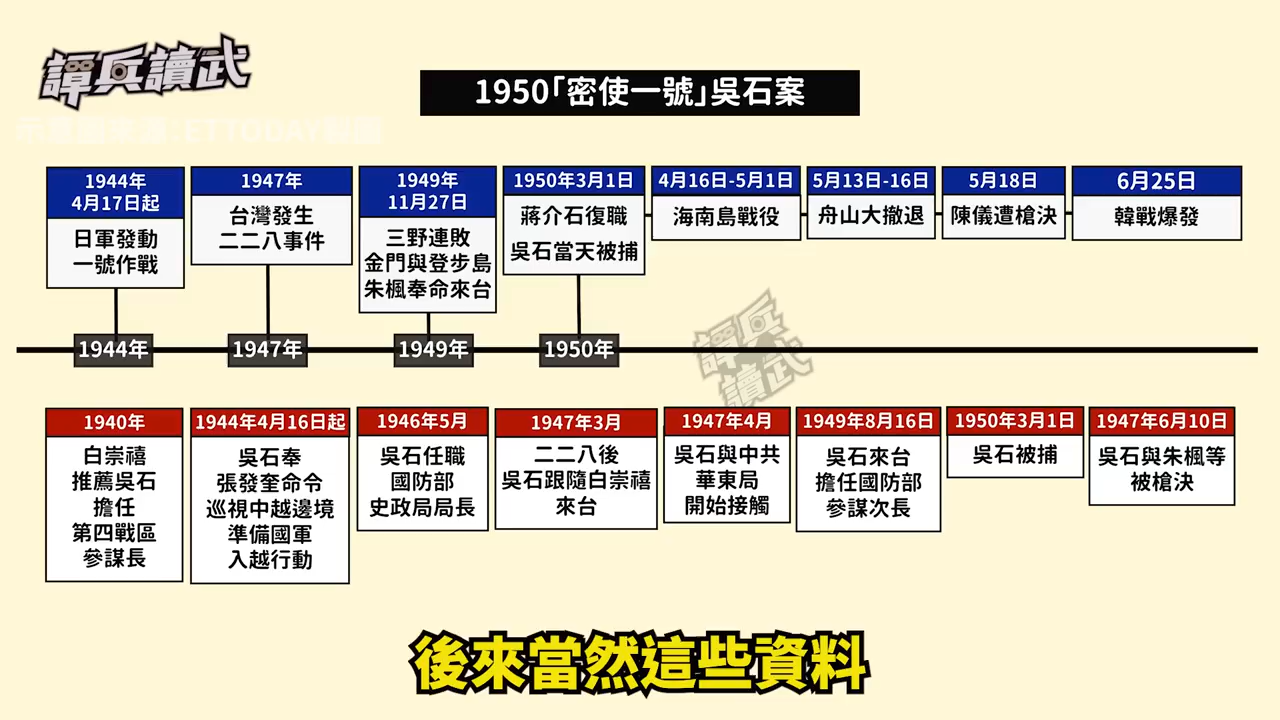 譚兵讀武
1950「密使一號」吳石案
1944年
4月17日起
日軍發動
一號作戰
1947年
台灣發生
二二八事件
1949年
11月27日
三野連敗
金門與登步島
朱楓奉命來台
1950年3月1日
蔣介石復職
吳石當天被捕
4月16日-5月1日
海南島戰役
5月13日-16日
舟山大撤退
5月18日
陳儀遭槍決
6月25日
韓戰爆發
1944年
1947年
1949年
1950年
譚兵
讀武
1940年
白崇禧
推薦吳石
擔任
第四戰區
參謀長
1944年4月16日起
吳石奉
張發奎命令
巡視中越邊境
準備國軍
入越行動
1946年5月
吳石任職
國防部
史政局局長
1947年3月
二二八後
吳石跟隨白崇禧
來台
1947年4月
吳石與中共
華東局
開始接觸
1949年8月16日
吳石來台
擔任國防部
參謀次長
1950年3月1日
吳石被捕
1947年6月10日
吳石與朱楓等
被槍決
後來當然這些資料